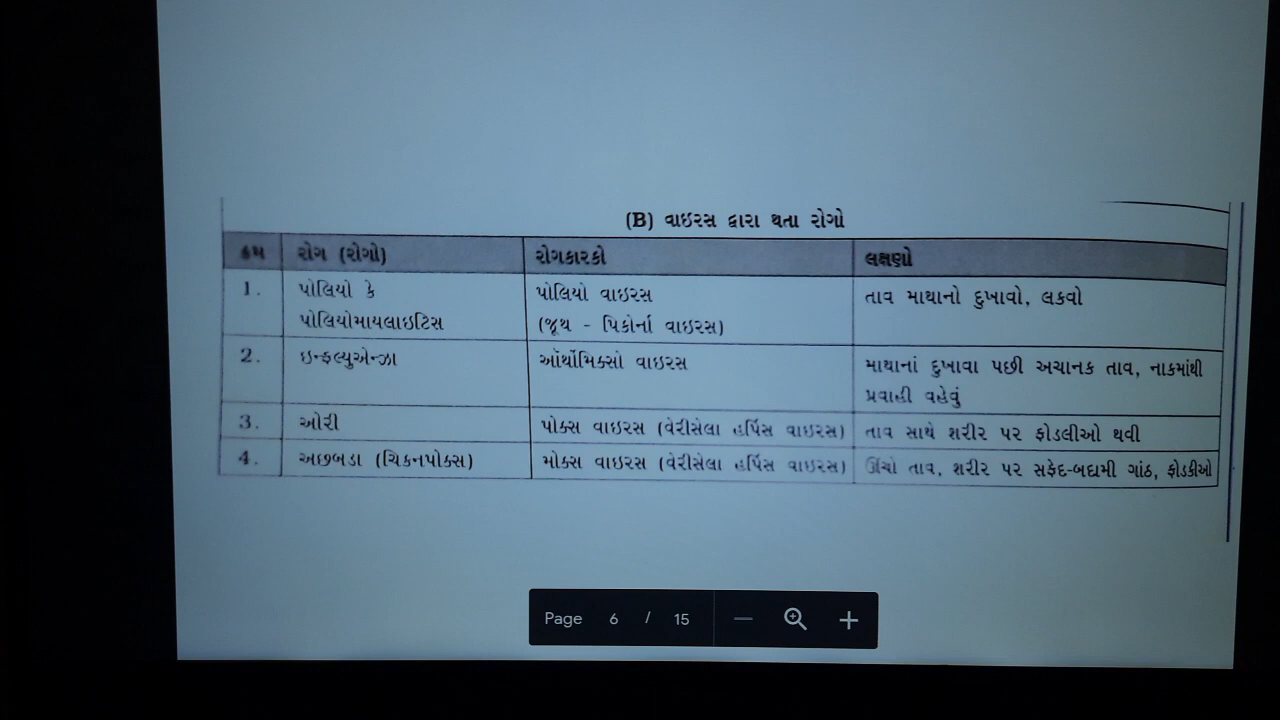 (B) વાઇરસ દ્વારા થતા રોગો
ક્રમ રોગ (રોગો) રોગકારકો લક્ષણો
1. પોલિયો કે પોલિયો વાઇરસ તાવ માથાનો દુખાવો, લકવો
પોલિયોમાયલાઇટિસ (જૂથ - પિકોર્ના વાઇરસ)
2. ઇન્ફ્લ્યુએન્ઝા ઑર્થોમિક્સો વાઇરસ માથાનાં દુખાવા પછી અચાનક તાવ, નાકમાંથી
પ્રવાહી વહેવું
3. ઓરી પોક્સ વાઇરસ (વેરીસેલા હર્પિસ વાઇરસ) તાવ સાથે શરીર પર ફોડલીઓ થવી
4. અછબડા (ચિકનપોક્સ) મોક્સ વાઇરસ (વેરીસેલા હર્પિસ વાઇરસ) ઊંચો તાવ, શરીર પર સફેદ-બદામી ગાંઠ, ફોડકીઓ
Page 6 / 15